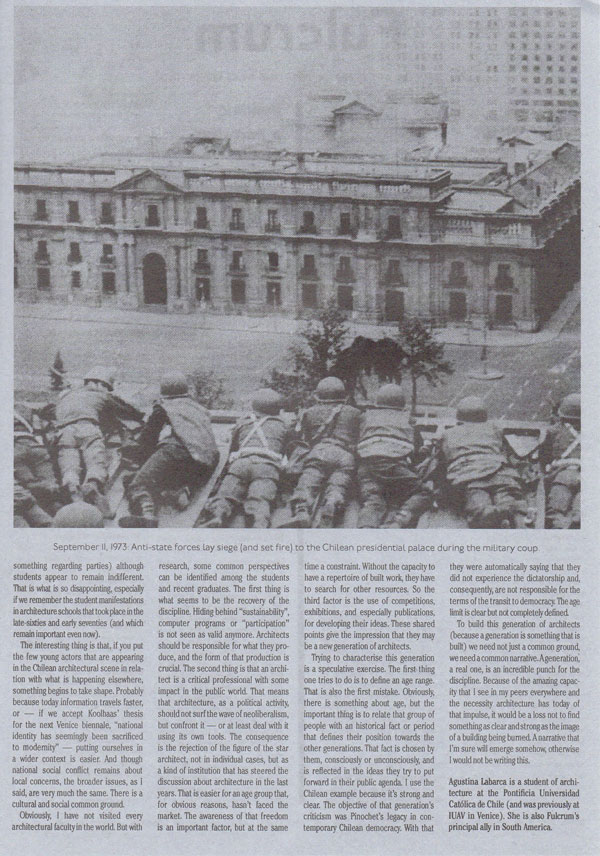 September 11, 1973: Anti-state forces lay siege (and set fire) to the Chilean presidential palace during the military coup
something regarding parties) although
students appear to remain indifferent.
That is what is so disappointing, especially
if we remember the student manifestations
in architecture schools that took place in the
late-sixties and early seventies (and which
remain important even now).
The interesting thing is that, if you put
the few young actors that are appearing
in the Chilean architectural scene in rela-
tion with what is happening elsewhere,
something begins to take shape. Probably
because today information travels faster,
or — if we accept Koolhaas' thesis
for the next Venice biennale, "national
identity has seemingly been sacrificed
to modernity" — putting ourselves in
a wider context is easier. And though
national social conflict remains about
local concerns, the broader issues, as I
said, are very much the same. There is a
cultural and social common ground.
Obviously, I have not visited every
architectural faculty in the world. But with
research, some common perspectives
can be identified among the students
and recent graduates. The first thing is
what seems to be the recovery of the
discipline. Hiding behind "sustainability",
computer programs or "participation"
is not seen as valid anymore. Architects
should be responsible for what they pro-
duce, and the form of that production is
crucial. The second thing is that an archi-
tect is a critical professional with some
impact in the public world. That means
that architecture, as a political activity,
should not surf the wave of neoliberalism,
but confront it — or at least deal with it
using its own tools. The consequence
is the rejection of the figure of the star
architect, not in individual cases, but as
a kind of institution that has steered the
discussion about architecture in the last
years. That is easier for an age group that,
for obvious reasons, hasn't faced the
market. The awareness of that freedom
is an important factor, but at the same
time a constraint. Without the capacity to
have a repertoire of built work, they have
to search for other resources. So the
third factor is the use of competitions,
exhibitions, and especially publications,
for developing their ideas. These shared
points give the impression that they may
be a new generation of architects.
Trying to characterise this generation
is a speculative exercise. The first thing
one tries to do is to define an age range.
That is also the first mistake. Obviously,
there is something about age, but the
important thing is to relate that group of
people with an historical fact or period
that defines their position towards the
other generations. That fact is chosen by
them, consciously or unconsciously, and
is reflected in the ideas they try to put
forward in their public agenda. I use the
Chilean example because it's strong and
clear. The objective of that generation's
criticism was Pinochet's legacy in con-
temporary Chilean democracy. With that
they were automatically saying that they
did not experience the dictatorship and,
consequently, are not responsible for the
terms of the transit to democracy. The age
limit is clear but not completely defined.
To build this generation of architects
(because a generation is something that is
built) we need not just a common ground,
we need a common narrative. A generation,
a real one, is an incredible punch for the
discipline. Because of the amazing capac-
ity that I see in my peers everywhere and
the necessity architecture has today of
that impulse, it would be a loss not to find
something as clear and strong as the image
of a building being burned. A narrative that
I'm sure will emerge somehow, otherwise
I would not be writing this.
Agustina Labarca is a student of archi-
tecture at the Pontificia Universidad
Católica de Chile (and was previously at
IUAV in Venice). She is also Fulcrum's
principal ally in South America.